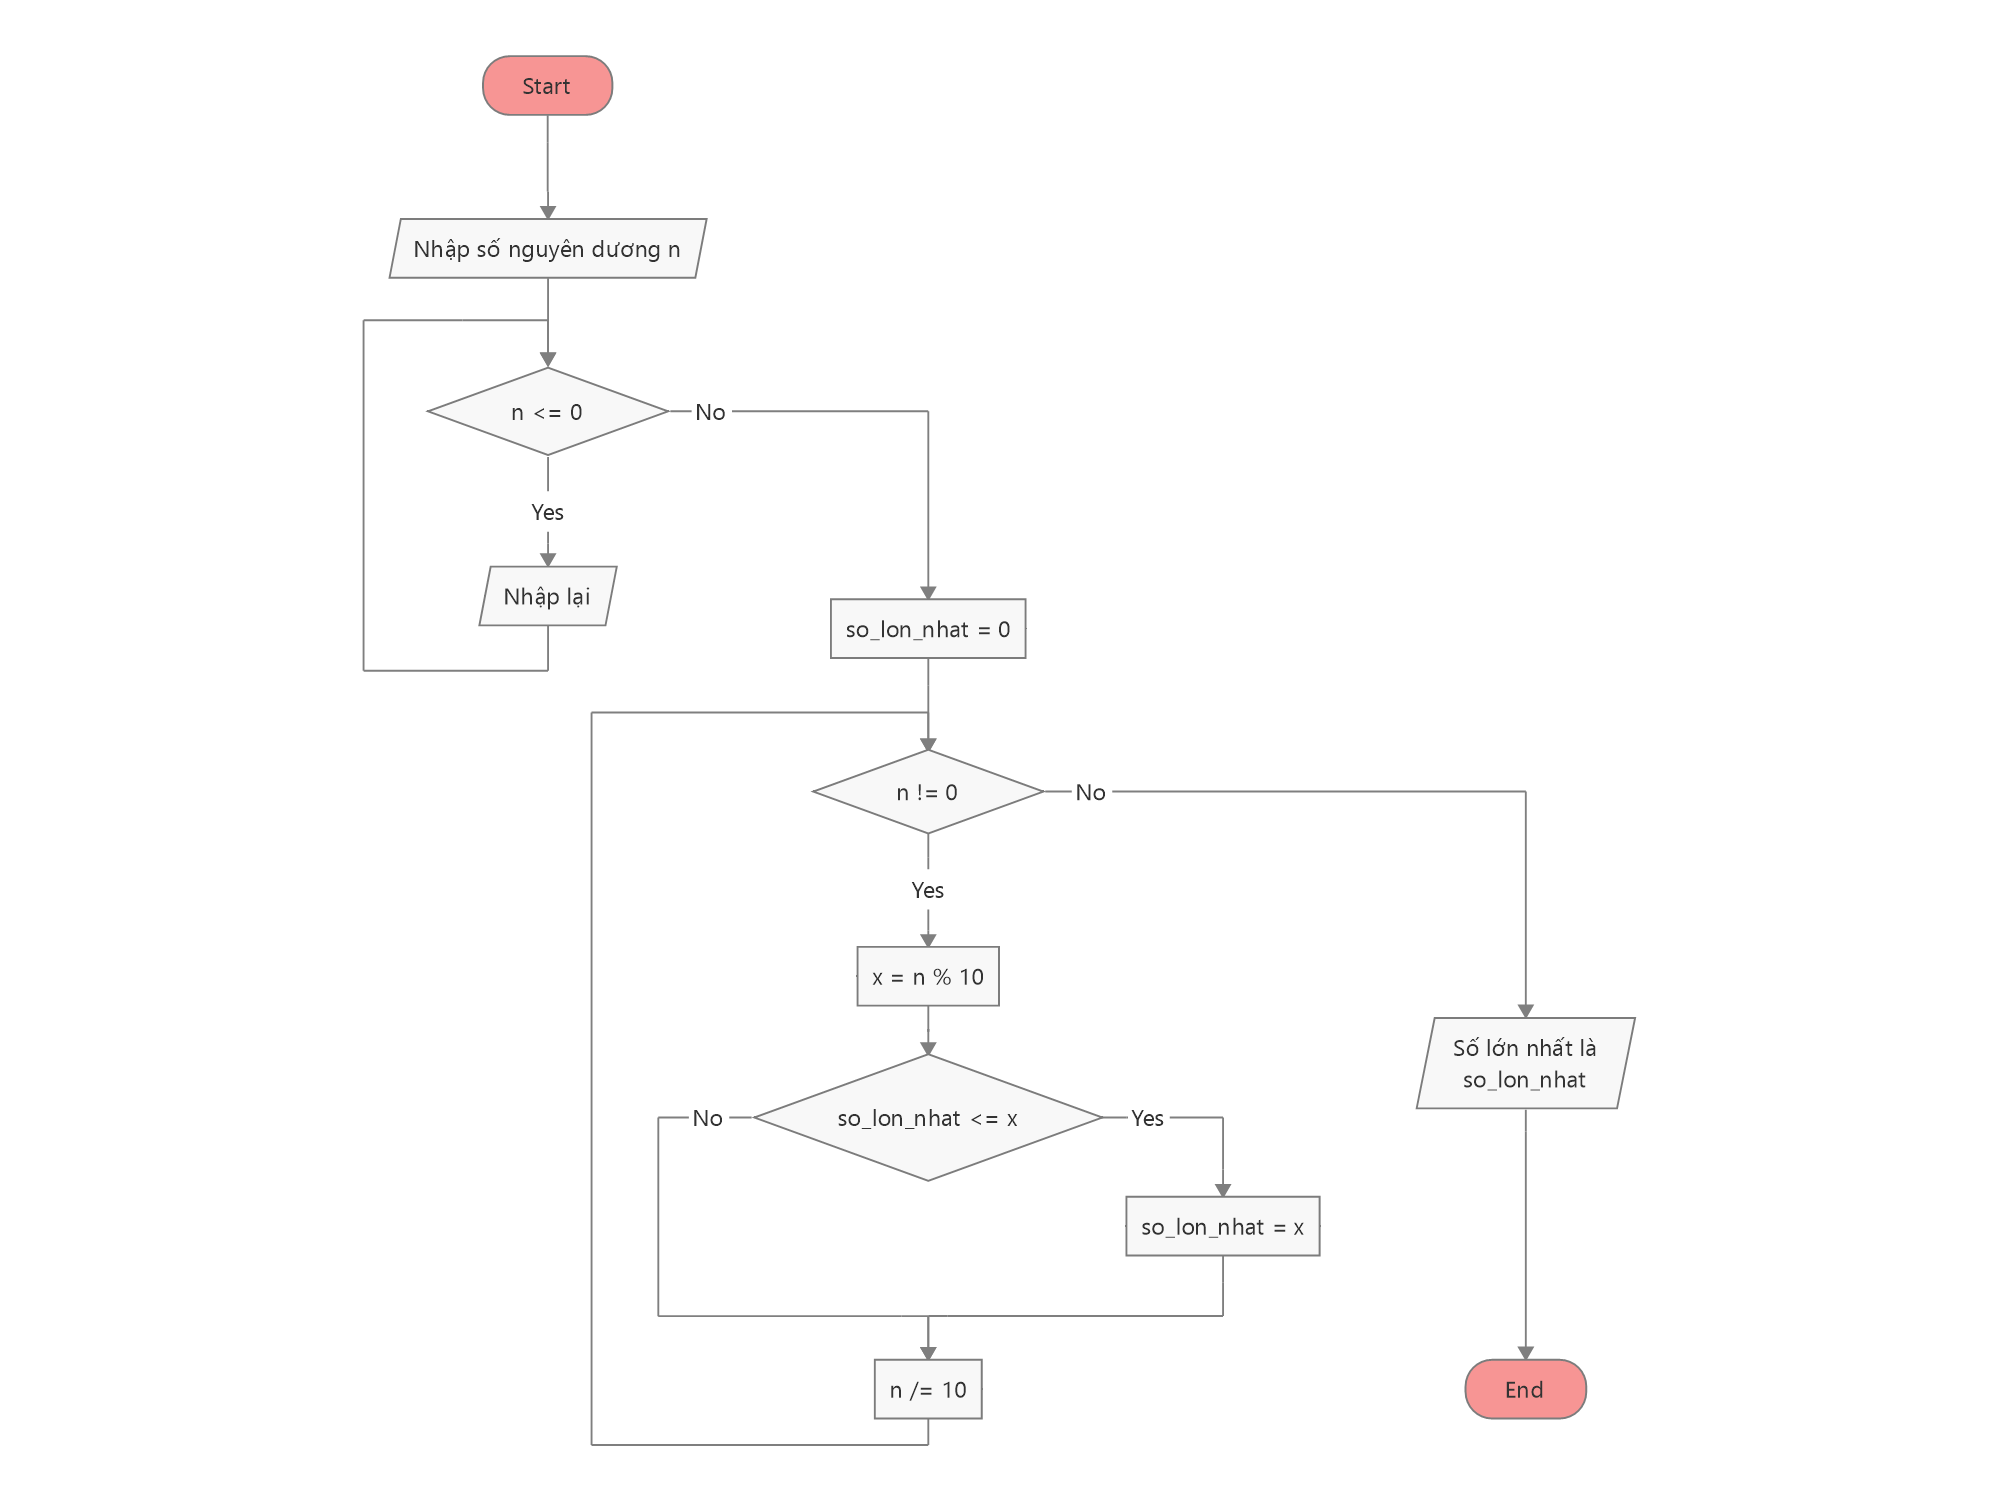 Start
Nhập số nguyên dương n
n <= 0
No
Yes
Nhập lại
so_lon_nhat = 0
n != 0
No
Yes
x = n % 10
so_lon_nhat <= x
No
Yes
so_lon_nhat = x
n /= 10
Số lớn nhất là
so_lon_nhat
End